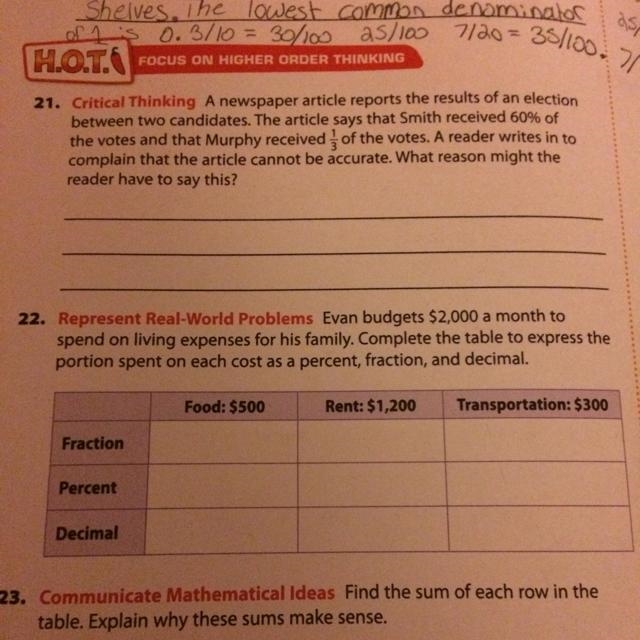 Shelves. The lowest common denominator
of 1 is 0. 3/10 = 30/100 25/100 7/20 = 35/100.
H.O.T. FOCUS ON HIGHER ORDER THINKING
21. Critical Thinking A newspaper article reports the results of an election
between two candidates. The article says that Smith received 60% of
the votes and that Murphy received 1/3 of the votes. A reader writes in to
complain that the article cannot be accurate. What reason might the
reader have to say this?
22. Represent Real-World Problems Evan budgets $2,000 a month to
spend on living expenses for his family. Complete the table to express the
portion spent on each cost as a percent, fraction, and decimal.
Food: $500 Rent: $1,200 Transportation: $300
Fraction
Percent
Decimal
23. Communicate Mathematical Ideas Find the sum of each row in the
table. Explain why these sums make sense.